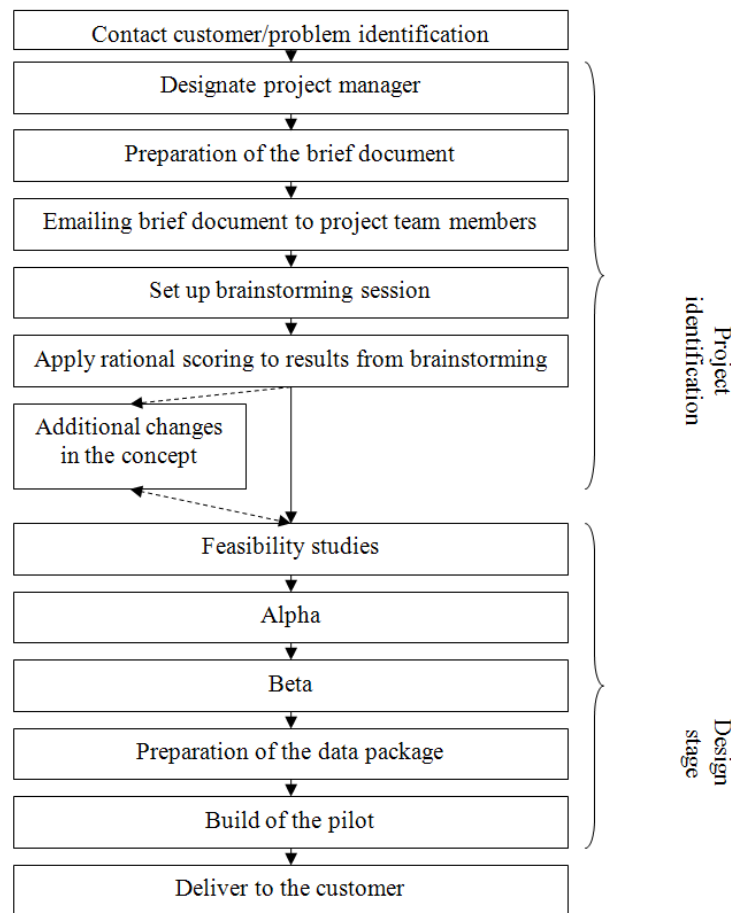 Contact customer/problem identification
Designate project manager
Preparation of the brief document
Emailing brief document to project team members
Set up brainstorming session
Apply rational scoring to results from brainstorming
Additional changes
in the concept
Project
identification
Feasibility studies
Alpha
Beta
Preparation of the data package
Build of the pilot
Design
stage
Deliver to the customer